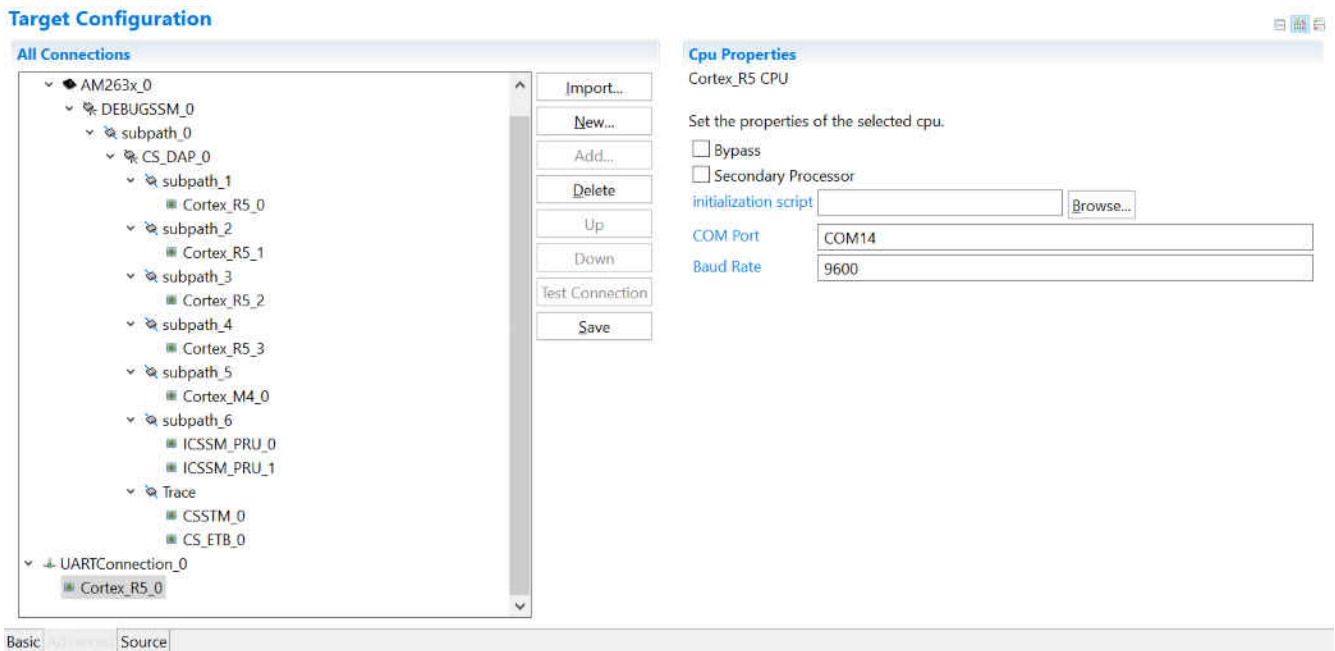 Target Configuration
All Connections
AM263x_0
DEBUGSSM_0
subpath_0
CS_DAP_0
subpath_1
Cortex_R5_0
subpath_2
Cortex_R5_1
subpath_3
Cortex_R5_2
subpath_4
Cortex_R5_3
subpath_5
Cortex_M4_0
subpath_6
ICSSM_PRU_0
ICSSM_PRU_1
Trace
CSSTM_0
CS_ETB_0
UARTConnection_0
Cortex_R5_0
Import...
New...
Add...
Delete
Up
Down
Test Connection
Save
Cpu Properties
Cortex_R5 CPU
Set the properties of the selected cpu.
Bypass
Secondary Processor
initialization script Browse...
COM Port COM14
Baud Rate 9600
Basic Advanced Source